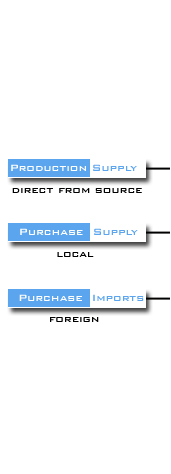 PRODUCTION SUPPLY
DIRECT FROM SOURCE
PURCHASE SUPPLY
LOCAL
PURCHASE IMPORTS
FOREIGN